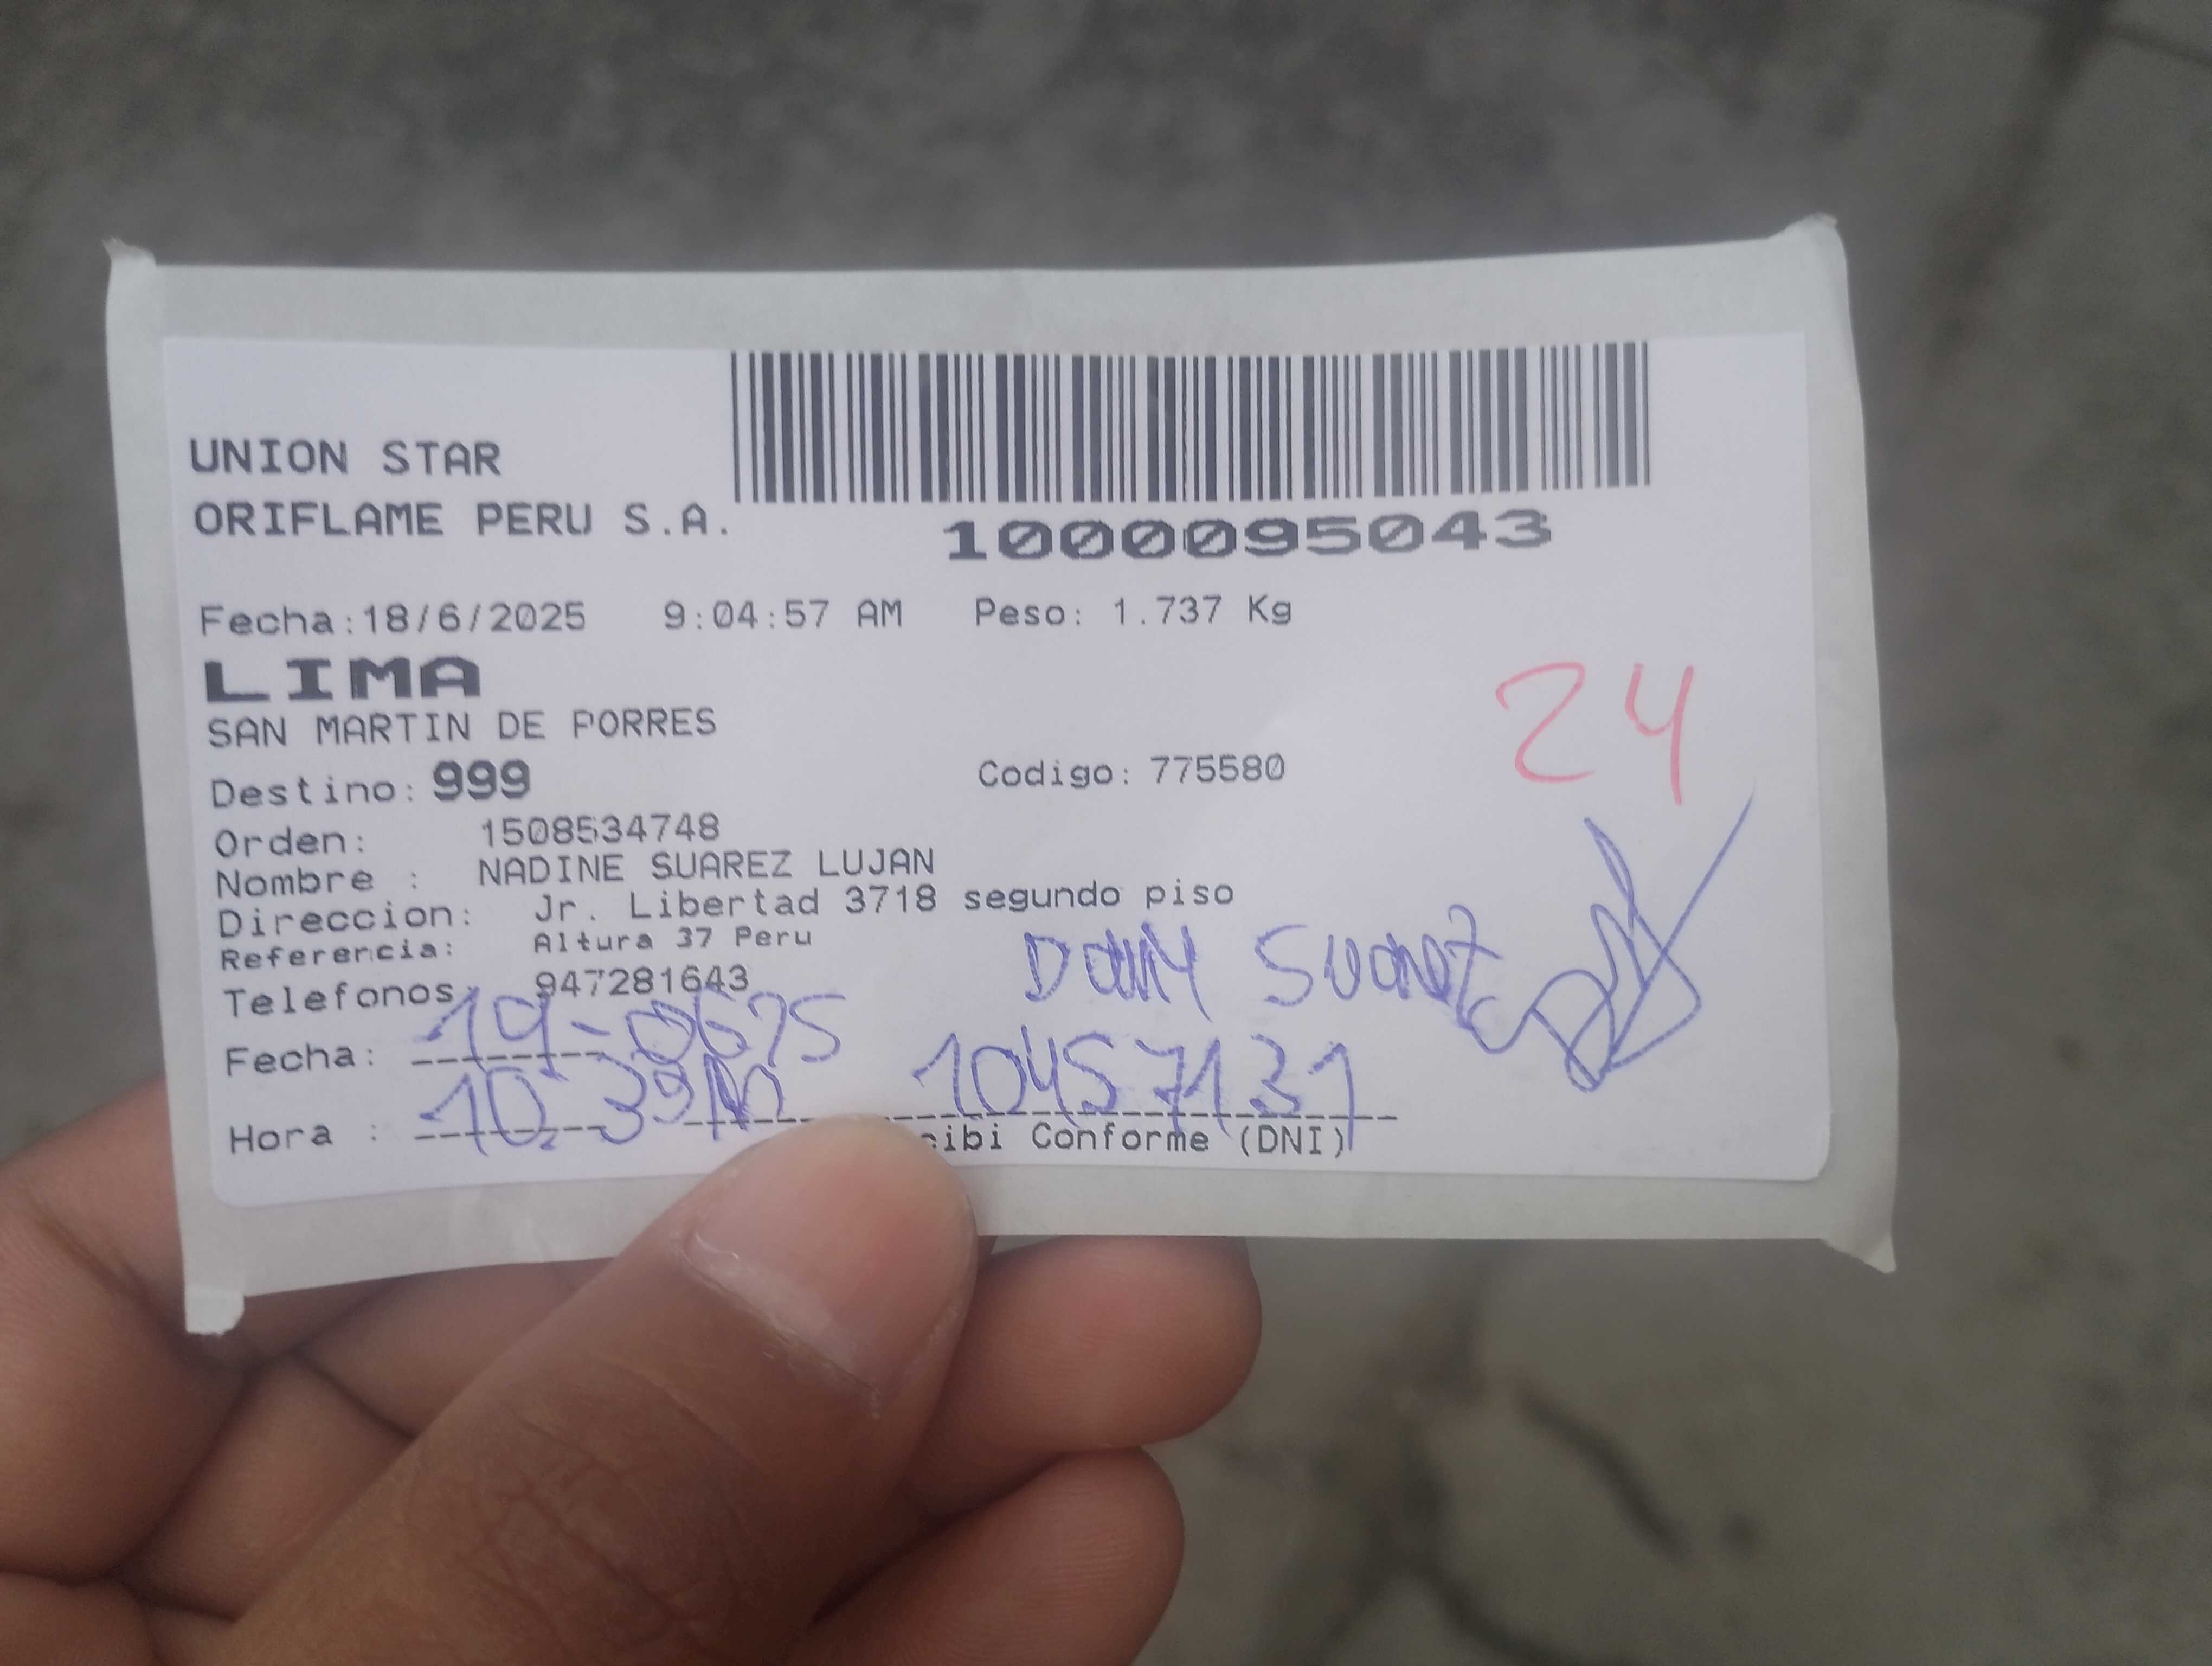 UNION STAR
ORIFLAME PERU S.A.
1000095043
Fecha:18/6/2025 9:04:57 AM Peso: 1.737 Kg
LIMA
SAN MARTIN DE PORRES
24
Destino: 999 Codigo: 775580
Orden: 1508534748
Nombre : NADINE SUAREZ LUJAN
Direccion: Jr. Libertad 3718 segundo piso
Referencia: Altura 37 Peru
Telefonos: 947281643
Fecha: 19-06
Hora : 10:39 10457131
cibi Conforme (DNI)